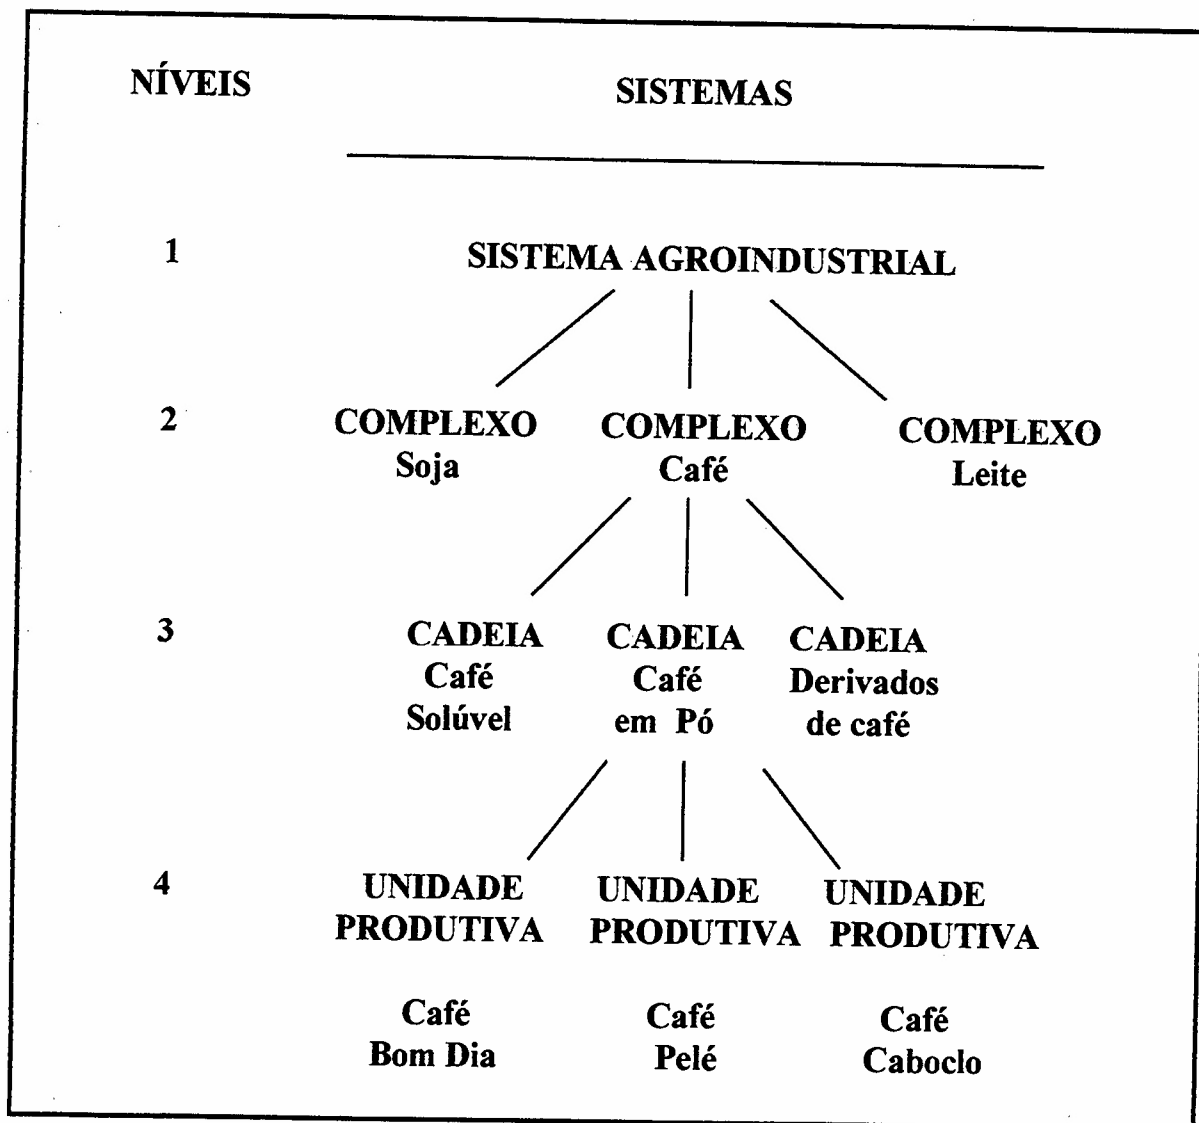 NÍVEIS SISTEMAS
1 SISTEMA AGROINDUSTRIAL
2 COMPLEXO COMPLEXO COMPLEXO
Soja Café Leite
3 CADEIA CADEIA CADEIA
Café Café Derivados
Solúvel em Pó de café
4 UNIDADE UNIDADE UNIDADE
PRODUTIVA PRODUTIVA PRODUTIVA
Café Café Café
Bom Dia Pelé Caboclo